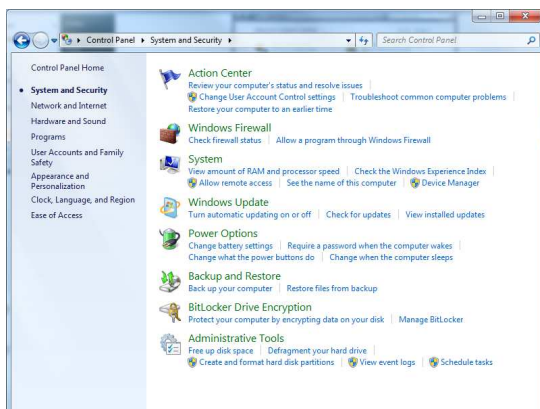 Control Panel ▸ System and Security ▸
Search Control Panel
Control Panel Home
System and Security
Network and Internet
Hardware and Sound
Programs
User Accounts and Family
Safety
Appearance and
Personalization
Clock, Language, and Region
Ease of Access
Action Center
Review your computer's status and resolve issues
Change User Account Control settings | Troubleshoot common computer problems
Restore your computer to an earlier time
Windows Firewall
Check firewall status | Allow a program through Windows Firewall
System
View amount of RAM and processor speed | Check the Windows Experience Index
Allow remote access | See the name of this computer | Device Manager
Windows Update
Turn automatic updating on or off | Check for updates | View installed updates
Power Options
Change battery settings | Require a password when the computer wakes
Change what the power buttons do | Change when the computer sleeps
Backup and Restore
Back up your computer | Restore files from backup
BitLocker Drive Encryption
Protect your computer by encrypting data on your disk | Manage BitLocker
Administrative Tools
Free up disk space | Defragment your hard drive
Create and format hard disk partitions | View event logs | Schedule tasks